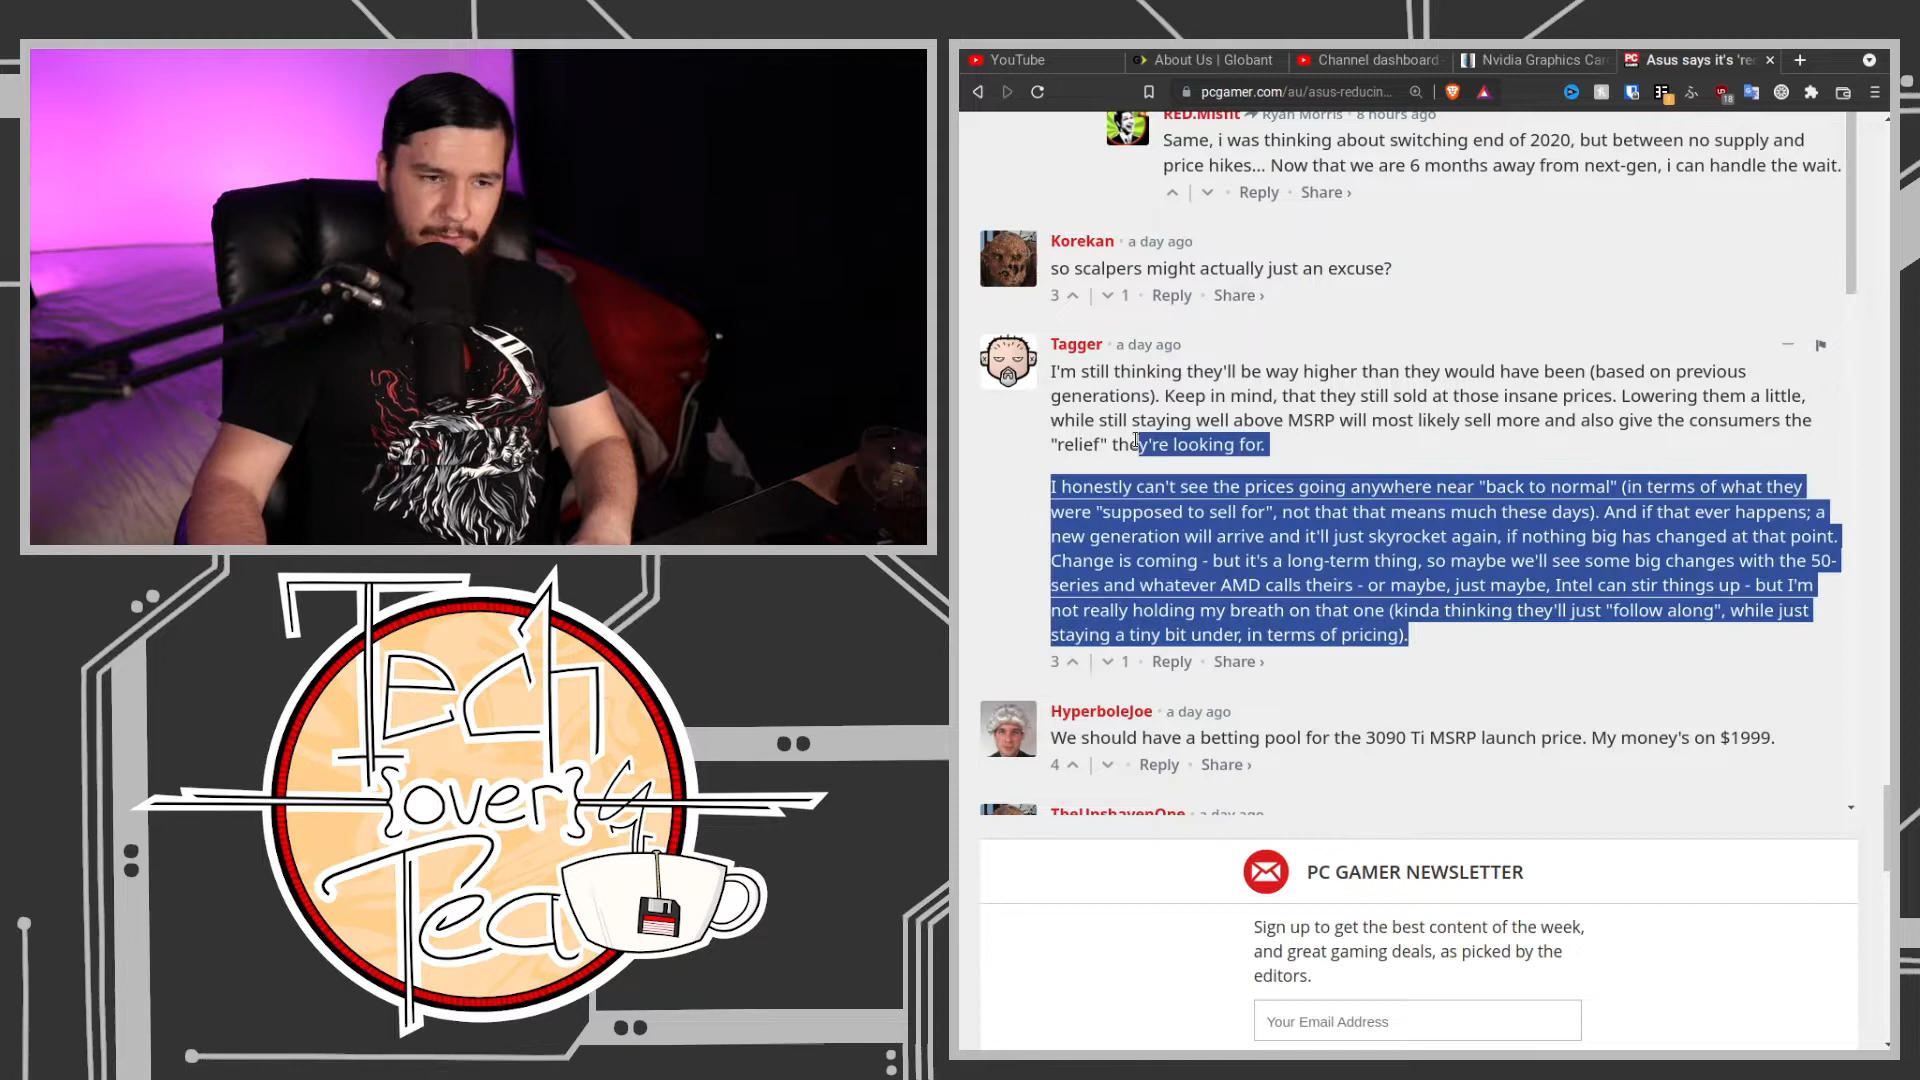 YouTube
About Us | Globant
Channel dashboard
Nvidia Graphics Car
Asus says it's 'red
pcgamer.com/au/asus-reducin...
RED.Misfit Ryan Morris • 8 hours ago
Same, i was thinking about switching end of 2020, but between no supply and
price hikes... Now that we are 6 months away from next-gen, i can handle the wait.
Reply • Share ›
Korekan • a day ago
so scalpers might actually just an excuse?
3 | 1 • Reply • Share ›
Tagger • a day ago
I'm still thinking they'll be way higher than they would have been (based on previous
generations). Keep in mind, that they still sold at those insane prices. Lowering them a little,
while still staying well above MSRP will most likely sell more and also give the consumers the
"relief" they're looking for.
I honestly can't see the prices going anywhere near "back to normal" (in terms of what they
were "supposed to sell for", not that that means much these days). And if that ever happens; a
new generation will arrive and it'll just skyrocket again, if nothing big has changed at that point.
Change is coming - but it's a long-term thing, so maybe we'll see some big changes with the 50-
series and whatever AMD calls theirs - or maybe, just maybe, Intel can stir things up - but I'm
not really holding my breath on that one (kinda thinking they'll just "follow along", while just
staying a tiny bit under, in terms of pricing).
3 | 1 • Reply • Share ›
HyperboleJoe • a day ago
We should have a betting pool for the 3090 Ti MSRP launch price. My money's on $1999.
4 | • Reply • Share ›
TheUnshavenOne • a day ago
PC GAMER NEWSLETTER
Sign up to get the best content of the week,
and great gaming deals, as picked by the
editors.
Your Email Address
Tech
{over}
Tea